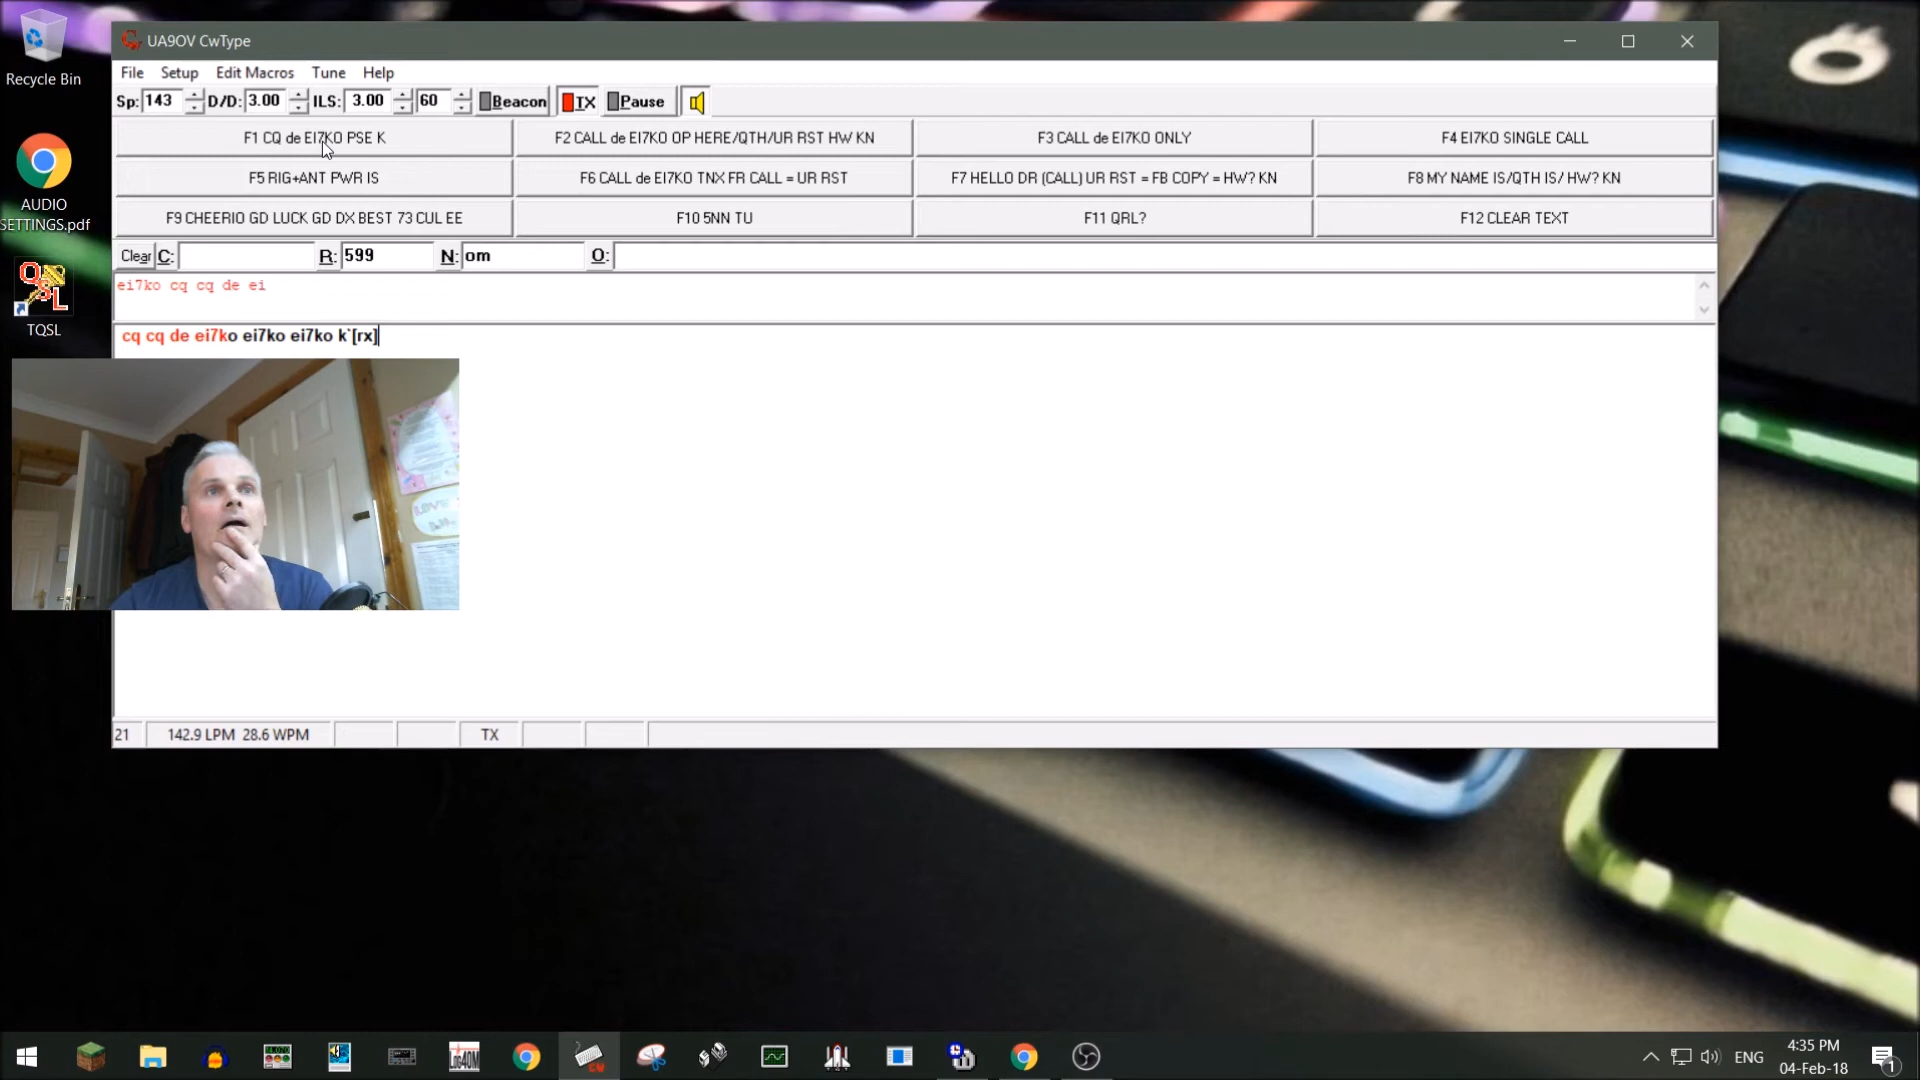 Recycle Bin
AUDIO
SETTINGS.pdf
TQSL
UA9OV CwType
File Setup Edit Macros Tune Help
Sp: 143 D/D: 3.00 ILS: 3.00 60 Beacon TX Pause
F1 CQ de EI7KO PSE K
F2 CALL de EI7KO OP HERE/QTH/UR RST HW KN
F3 CALL de EI7KO ONLY
F4 EI7KO SINGLE CALL
F5 RIG+ANT PWR IS
F6 CALL de EI7KO TNX FR CALL = UR RST
F7 HELLO DR (CALL) UR RST = FB COPY = HW? KN
F8 MY NAME IS/QTH IS/ HW? KN
F9 CHEERIO GD LUCK GD DX BEST 73 CUL EE
F10 5NN TU
F11 QRL?
F12 CLEAR TEXT
Clear C: R: 599 N: om O:
ei7ko cq cq de ei
cq cq de ei7ko ei7ko ei7ko k`[rx]
21 142.9 LPM 28.6 WPM TX
ENG
4:35 PM
04-Feb-18
1